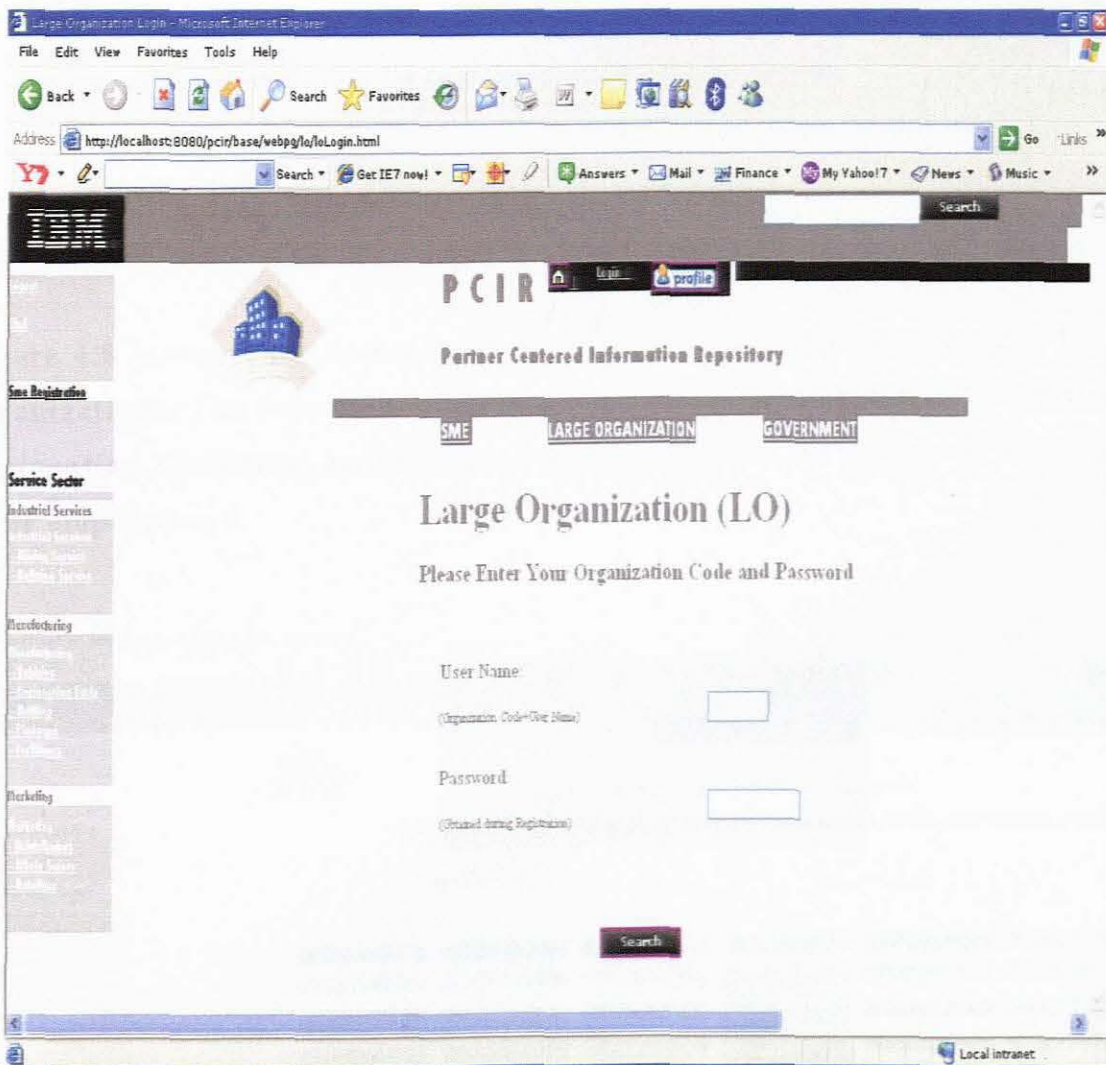 Large Organization Login - Microsoft Internet Explorer
File Edit View Favorites Tools Help
Back Search Favorites
Address http://localhost:8080/pcir/base/webpg/lo/loLogin.html Go Links »
Y7 Search Get IE7 now! Answers Mail Finance My Yahoo!7 News Music »
IBM Search
Login profile
P C I R
Partner Centered Information Repository
Sme Registration
SME LARGE ORGANIZATION GOVERNMENT
Service Sector
Industrial Services
Large Organization (LO)
Please Enter Your Organization Code and Password
Manufacturing
User Name:
(Organization Code+User Name)
Password
(Obtained during Registration)
Marketing
Search
Local intranet